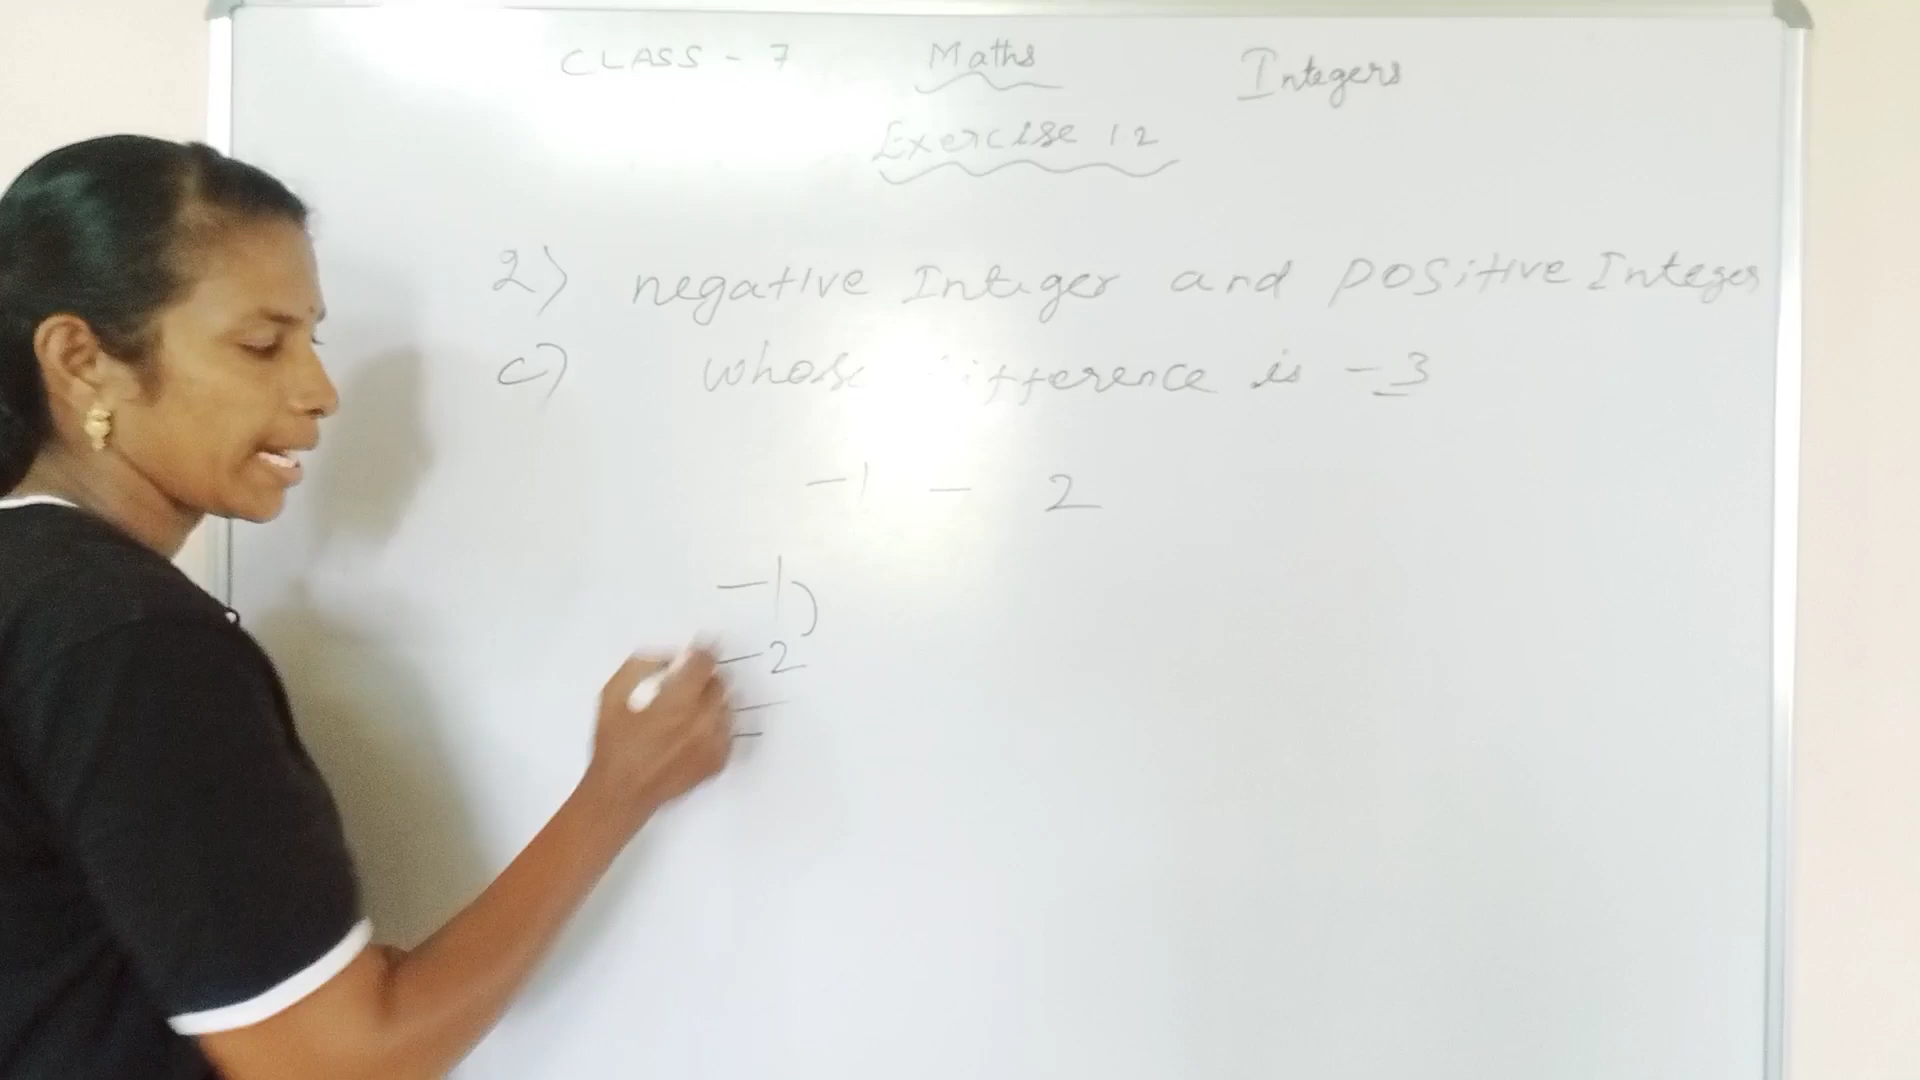 CLASS - 7 Maths Integers
Exercise 1.2
2) negative Integer and positive Integer
c) whose difference is -3
-1 - 2
-1)
-2